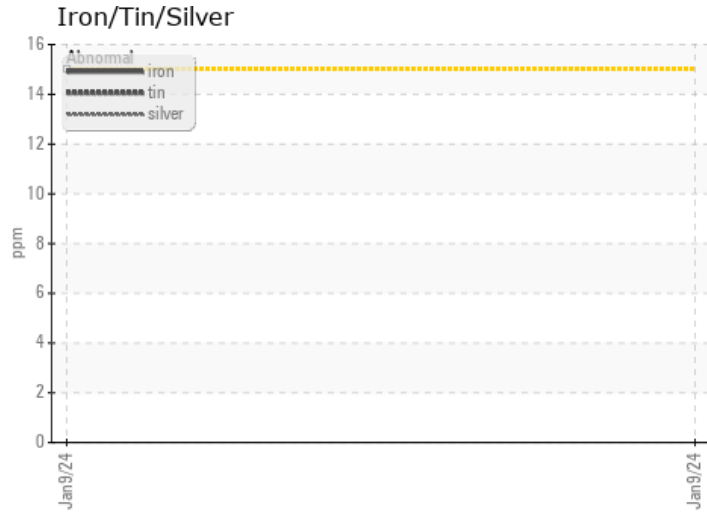 Iron/Tin/Silver
16
14
12
10
8
6
4
2
0
ppm
Abnormal
iron
tin
silver
Jan9/24
Jan9/24